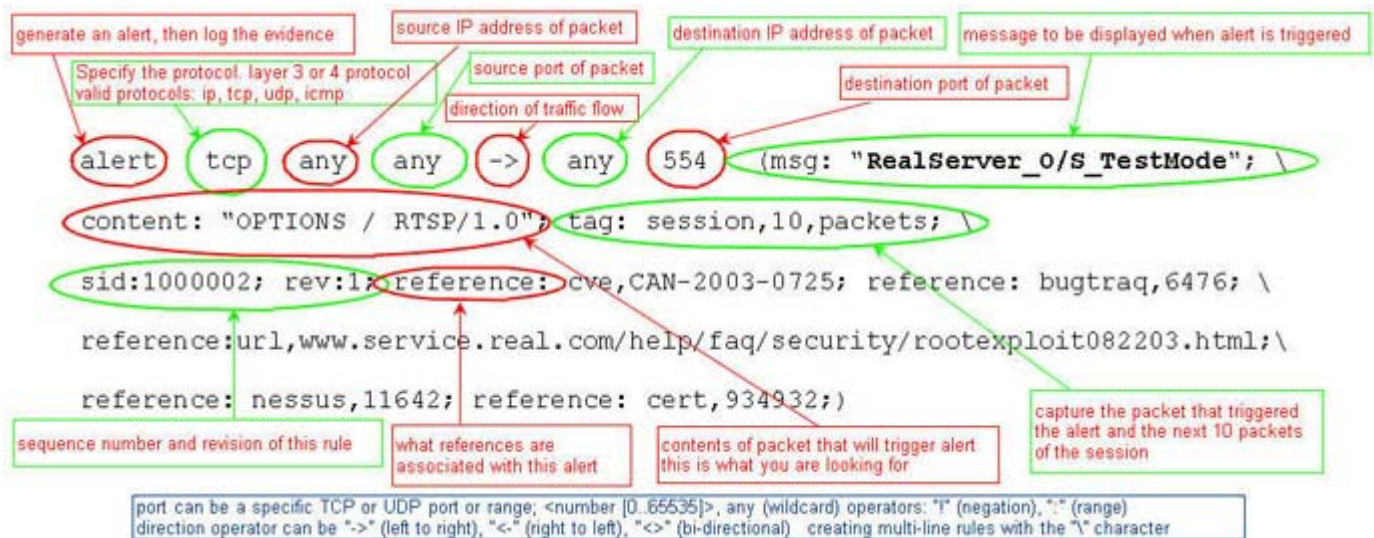 generate an alert, then log the evidence
source IP address of packet
destination IP address of packet
message to be displayed when alert is triggered
Specify the protocol. layer 3 or 4 protocol
valid protocols: ip, tcp, udp, icmp
source port of packet
direction of traffic flow
destination port of packet
alert tcp any any -> any 554 (msg: "RealServer_O/S_TestMode"; \
content: "OPTIONS / RTSP/1.0"; tag: session,10,packets; \
sid:1000002; rev:1; reference: cve,CAN-2003-0725; reference: bugtraq,6476; \
reference:url,www.service.real.com/help/faq/security/rootexploit082203.html;\
reference: nessus,11642; reference: cert,934932;)
sequence number and revision of this rule
what references are
associated with this alert
contents of packet that will trigger alert
this is what you are looking for
capture the packet that triggered
the alert and the next 10 packets
of the session
port can be a specific TCP or UDP port or range; <number [0..65535]>, any (wildcard) operators: "!" (negation), ":" (range)
direction operator can be "->" (left to right), "<-" (right to left), "<>" (bi-directional) creating multi-line rules with the "\" character